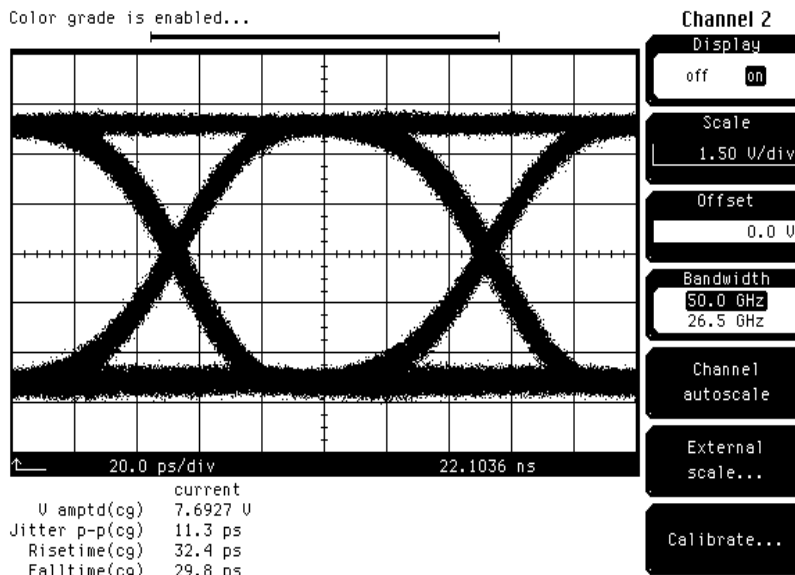 Color grade is enabled...
Channel 2
Display
off on
Scale
1.50 V/div
Offset
0.0 V
Bandwidth
50.0 GHz
26.5 GHz
Channel
autoscale
External
scale...
Calibrate...
20.0 ps/div 22.1036 ns
current
V amptd(cg) 7.6927 V
Jitter p-p(cg) 11.3 ps
Risetime(cg) 32.4 ps
Falltime(cg) 29.8 ps